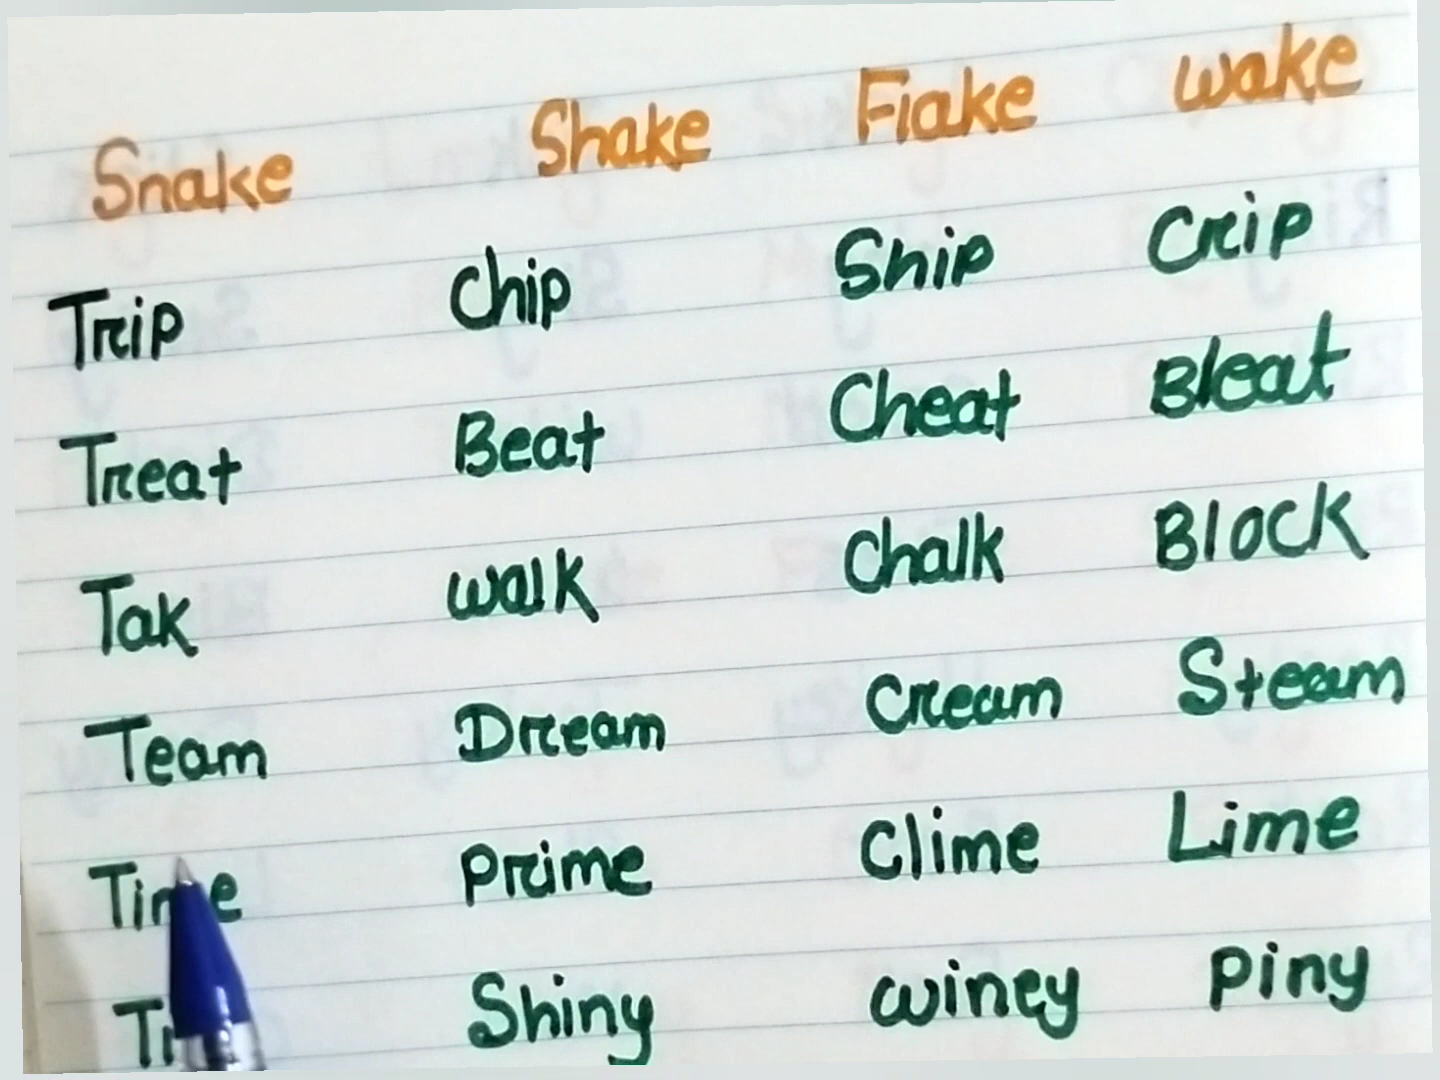 Snake Shake Fiake wake
Trip Chip Ship Crip
Treat Beat Cheat Bleat
Tak walk Chalk Block
Team Dream Cream Steam
Time Prime Clime Lime
Shiny winey Piny